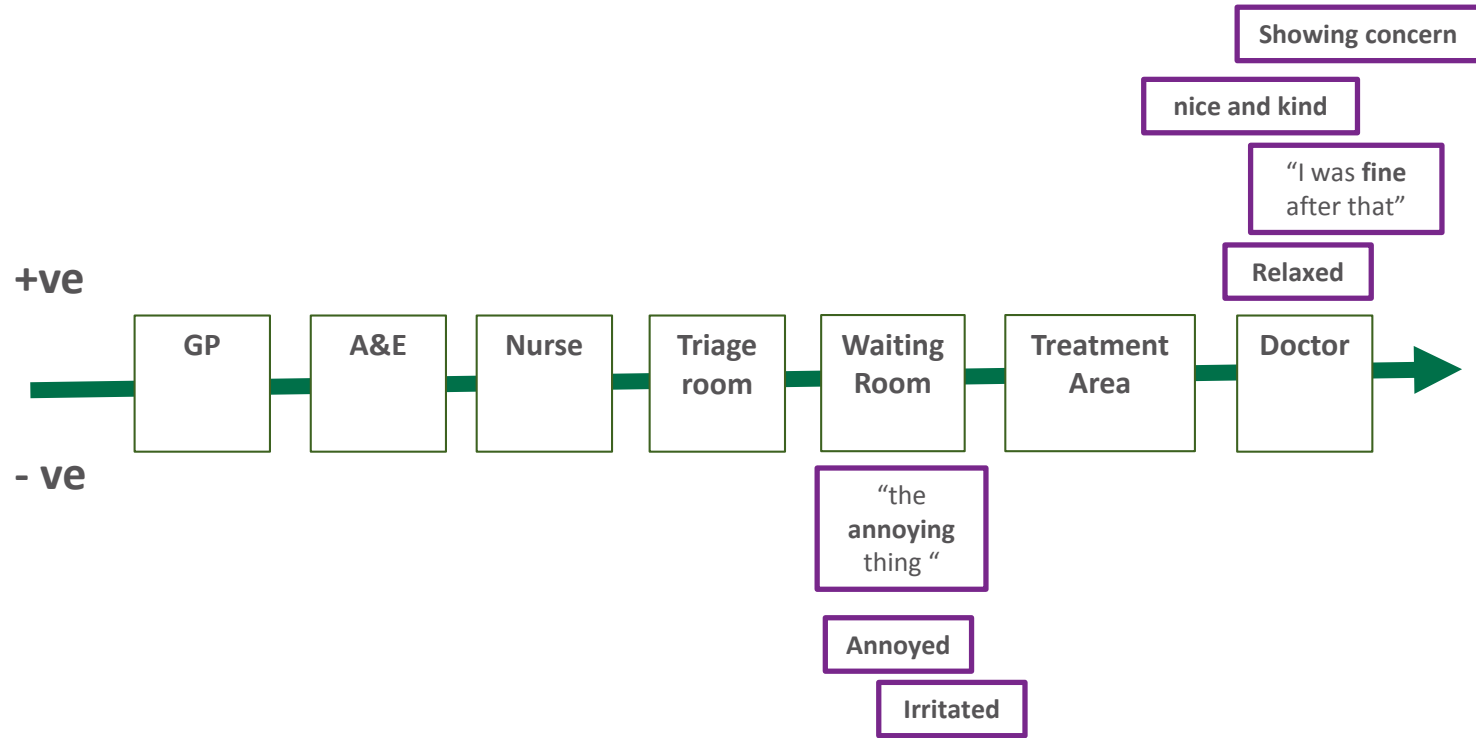 Showing concern
nice and kind
“I was fine
after that”
Relaxed
+ve
GP
A&E
Nurse
Triage
room
Waiting
Room
Treatment
Area
Doctor
- ve
“the
annoying
thing “
Annoyed
Irritated